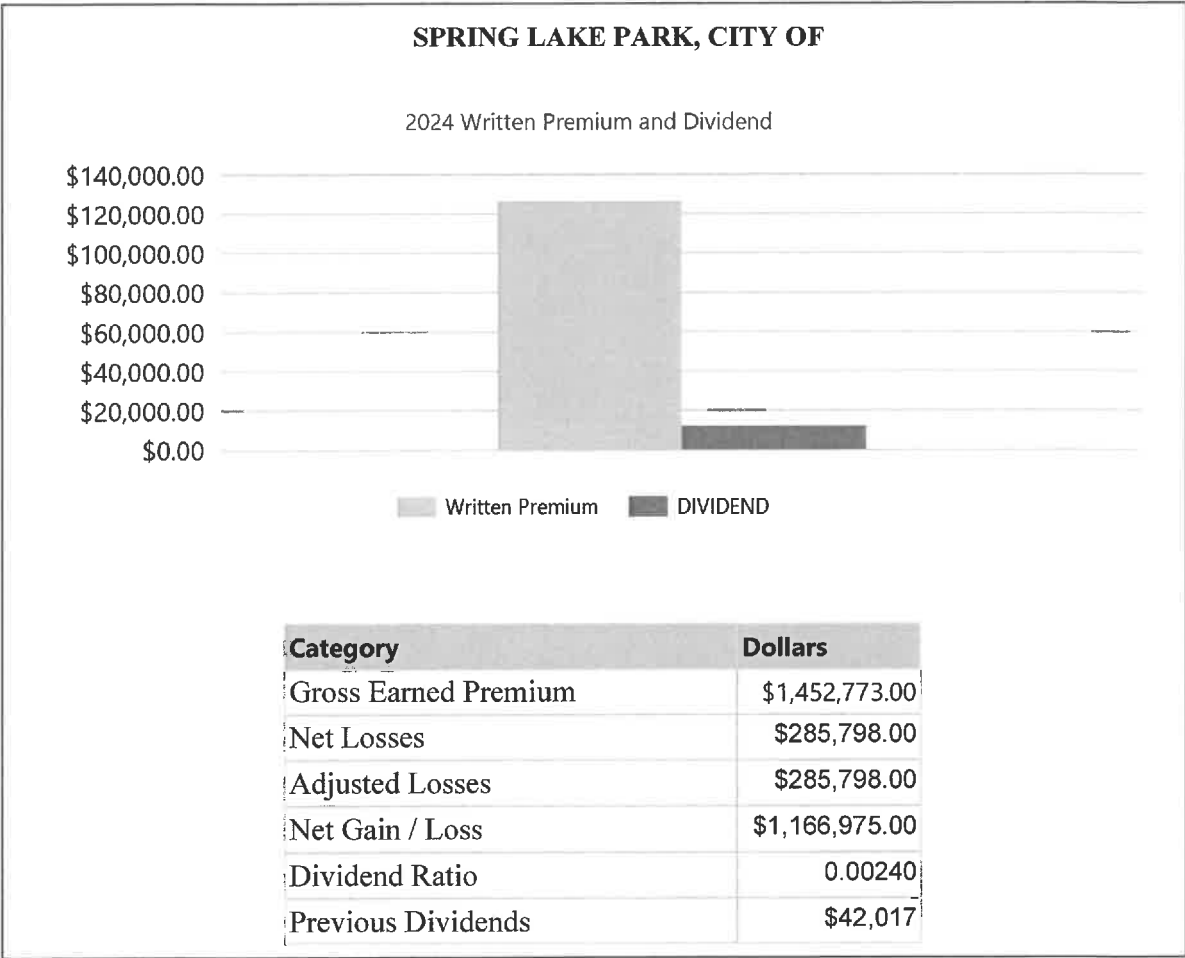 SPRING LAKE PARK, CITY OF
2024 Written Premium and Dividend
$140,000.00
$120,000.00
$100,000.00
$80,000.00
$60,000.00
$40,000.00
$20,000.00
$0.00
Written Premium DIVIDEND
Category Dollars
Gross Earned Premium $1,452,773.00
Net Losses $285,798.00
Adjusted Losses $285,798.00
Net Gain / Loss $1,166,975.00
Dividend Ratio 0.00240
Previous Dividends $42,017